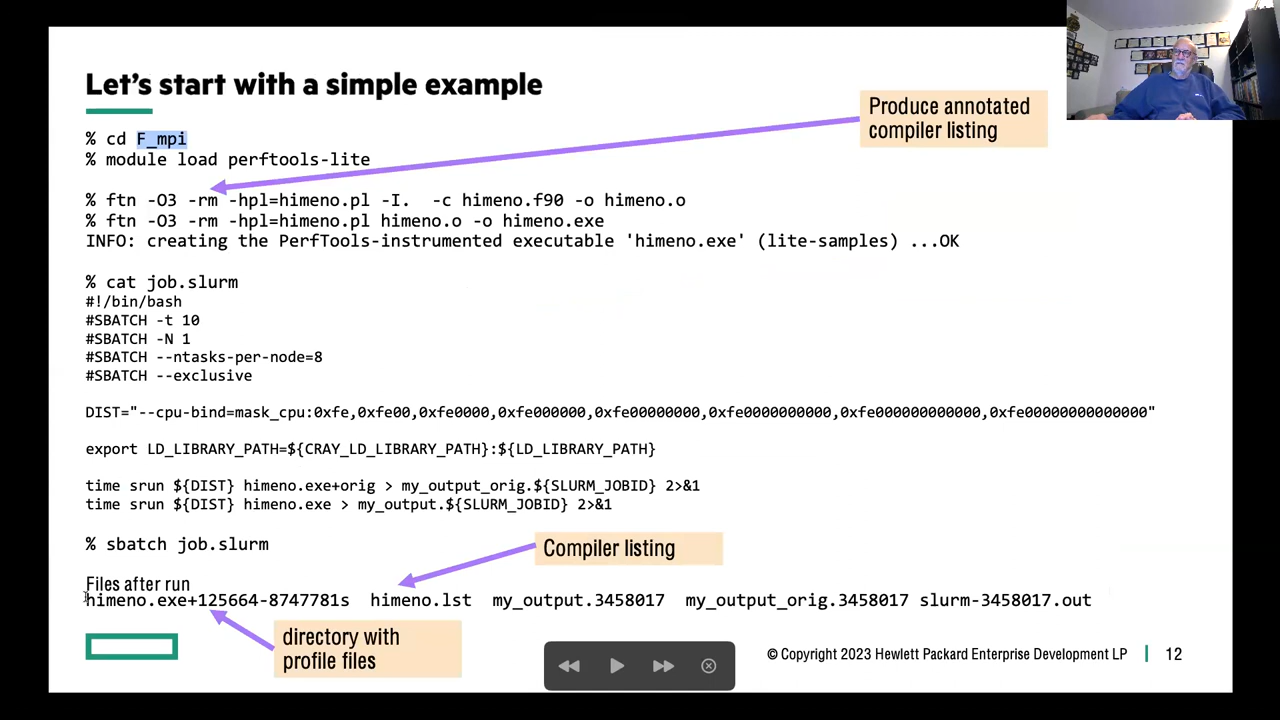 Let's start with a simple example
Produce annotated
compiler listing
% cd F_mpi
% module load perftools-lite
% ftn -O3 -rm -hpl=himeno.pl -I.  -c himeno.f90 -o himeno.o
% ftn -O3 -rm -hpl=himeno.pl himeno.o -o himeno.exe
INFO: creating the PerfTools-instrumented executable 'himeno.exe' (lite-samples) ...OK
% cat job.slurm
#!/bin/bash
#SBATCH -t 10
#SBATCH -N 1
#SBATCH --ntasks-per-node=8
#SBATCH --exclusive
DIST="--cpu-bind=mask_cpu:0xfe,0xfe00,0xfe0000,0xfe000000,0xfe00000000,0xfe0000000000,0xfe000000000000,0xfe00000000000000"
export LD_LIBRARY_PATH=${CRAY_LD_LIBRARY_PATH}:${LD_LIBRARY_PATH}
time srun ${DIST} himeno.exe+orig > my_output_orig.${SLURM_JOBID} 2>&1
time srun ${DIST} himeno.exe > my_output.${SLURM_JOBID} 2>&1
% sbatch job.slurm
Compiler listing
Files after run
himeno.exe+125664-8747781s  himeno.lst  my_output.3458017  my_output_orig.3458017 slurm-3458017.out
directory with
profile files
© Copyright 2023 Hewlett Packard Enterprise Development LP
12